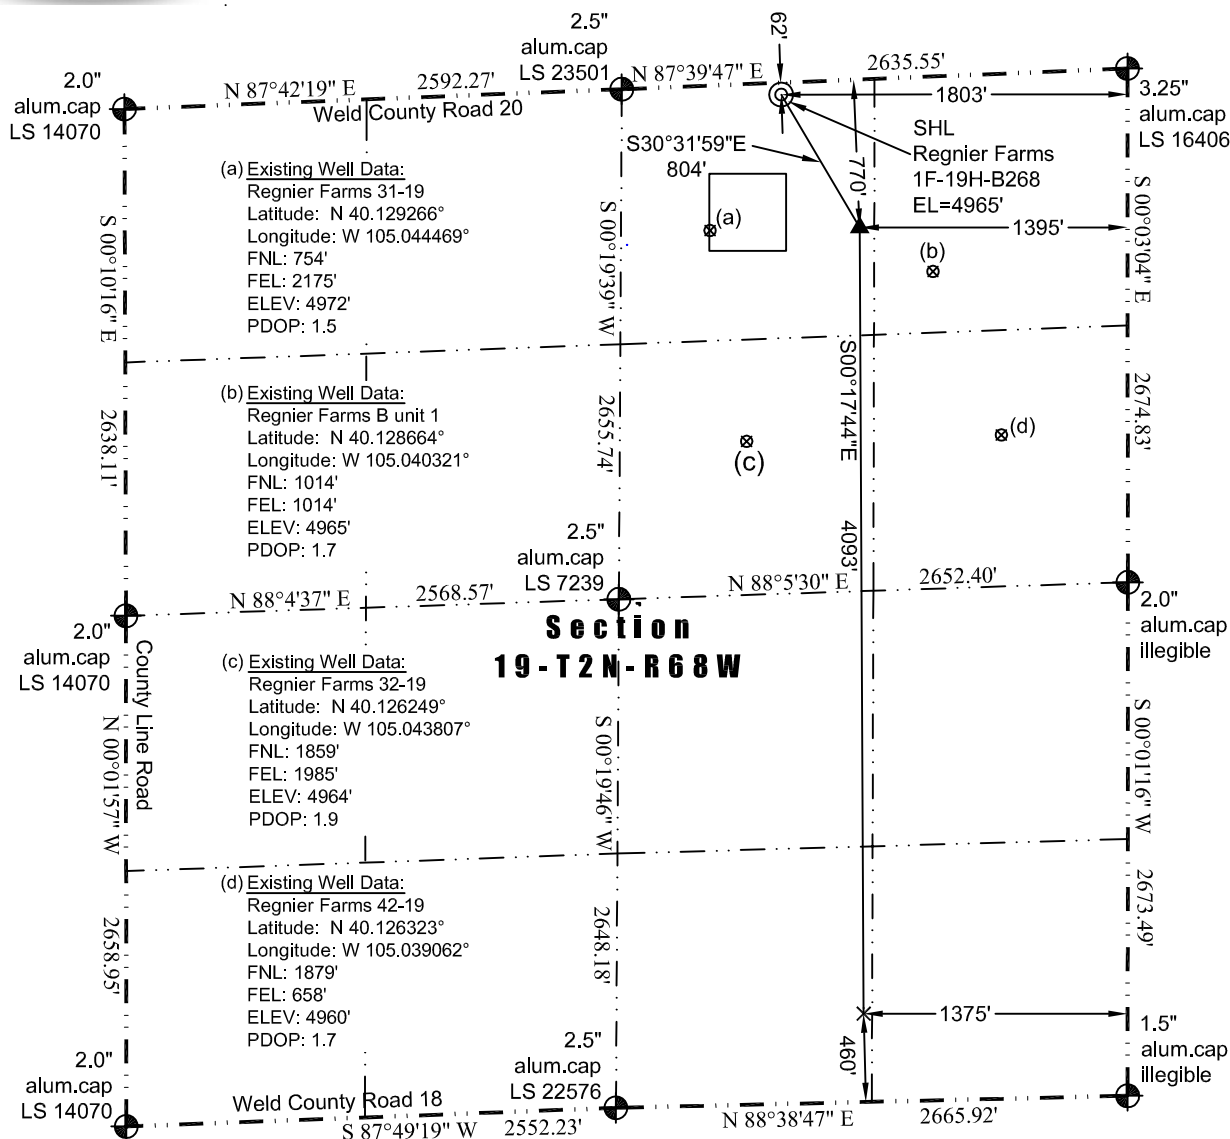 2.0"
alum.cap
LS 14070
N 87°42'19" E
2592.27'
Weld County Road 20
2.5"
alum.cap
LS 23501
N 87°39'47" E
62'
2635.55'
1803'
3.25"
alum.cap
LS 16406
SHL
Regnier Farms
1F-19H-B268
EL=4965'
S30°31'59"E
804'
770'
1395'
(a)
(b)
S 00°10'16" E
2638.11'
S 00°19'39" W
2655.74'
S 00°03'04" E
2674.83'
(a) Existing Well Data:
Regnier Farms 31-19
Latitude: N 40.129266°
Longitude: W 105.044469°
FNL: 754'
FEL: 2175'
ELEV: 4972'
PDOP: 1.5
(b) Existing Well Data:
Regnier Farms B unit 1
Latitude: N 40.128664°
Longitude: W 105.040321°
FNL: 1014'
FEL: 1014'
ELEV: 4965'
PDOP: 1.7
S00°17'44"E
4093'
(c)
(d)
2.0"
alum.cap
LS 14070
N 88°4'37" E
2568.57'
2.5"
alum.cap
LS 7239
N 88°5'30" E
2652.40'
2.0"
alum.cap
illegible
Section
19-T2N-R68W
County Line Road
N 00°01'57" W
2658.95'
(c) Existing Well Data:
Regnier Farms 32-19
Latitude: N 40.126249°
Longitude: W 105.043807°
FNL: 1859'
FEL: 1985'
ELEV: 4964'
PDOP: 1.9
S 00°19'46" W
2648.18'
S 00°01'16" W
2673.49'
(d) Existing Well Data:
Regnier Farms 42-19
Latitude: N 40.126323°
Longitude: W 105.039062°
FNL: 1879'
FEL: 658'
ELEV: 4960'
PDOP: 1.7
1375'
460'
2.0"
alum.cap
LS 14070
Weld County Road 18
S 87°49'19" W
2552.23'
2.5"
alum.cap
LS 22576
N 88°38'47" E
2665.92'
1.5"
alum.cap
illegible